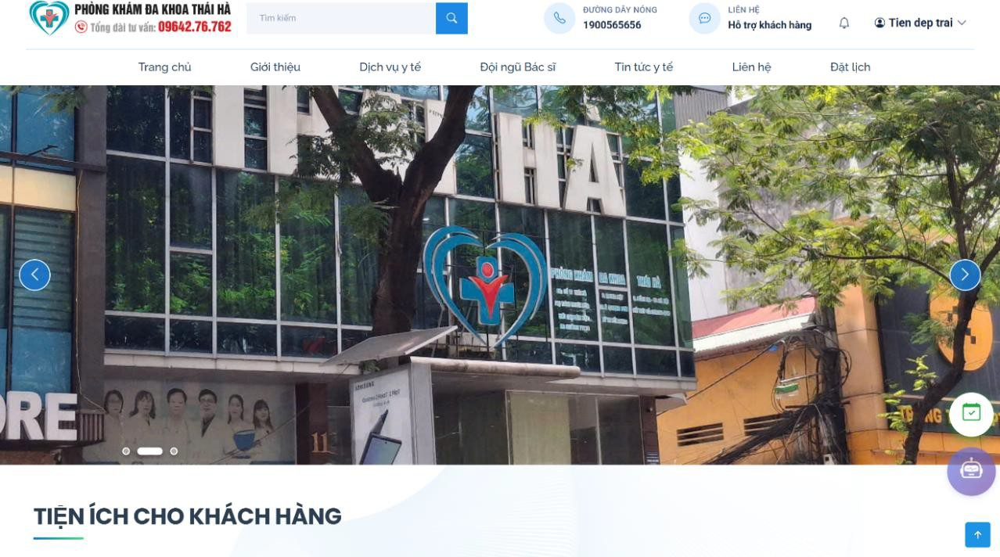 PHÒNG KHÁM ĐA KHOA THÁI HÀ
Tổng đài tư vấn: 09642.76.762
Tìm kiếm
ĐƯỜNG DÂY NÓNG
1900565656
LIÊN HỆ
Hỗ trợ khách hàng
Tien dep trai
Trang chủ
Giới thiệu
Dịch vụ y tế
Đội ngũ Bác sĩ
Tin tức y tế
Liên hệ
Đặt lịch
HÀ
PHÒNG KHÁM ĐA KHOA THÁI HÀ
ORE
SAMSUNG
11
TIỆN ÍCH CHO KHÁCH HÀNG